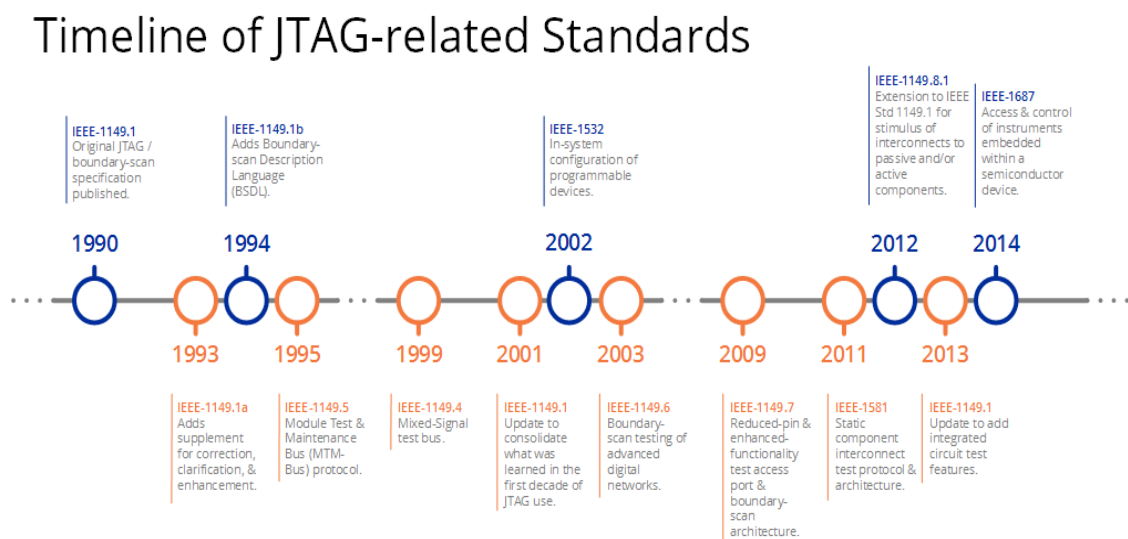 Timeline of JTAG-related Standards
IEEE-1149.1
Original JTAG /
boundary-scan
specification
published.
IEEE-1149.1b
Adds Boundary-
scan Description
Language
(BSDL).
IEEE-1532
In-system
configuration of
programmable
devices.
IEEE-1149.8.1
Extension to IEEE
Std 1149.1 for
stimulus of
interconnects to
passive and/or
active
components.
IEEE-1687
Access & control
of instruments
embedded
within a
semiconductor
device.
1990
1994
2002
2012
2014
1993
1995
1999
2001
2003
2009
2011
2013
IEEE-1149.1a
Adds
supplement
for correction,
clarification, &
enhancement.
IEEE-1149.5
Module Test &
Maintenance
Bus (MTM-
Bus) protocol.
IEEE-1149.4
Mixed-Signal
test bus.
IEEE-1149.1
Update to
consolidate
what was
learned in the
first decade of
JTAG use.
IEEE-1149.6
Boundary-
scan testing of
advanced
digital
networks.
IEEE-1149.7
Reduced-pin &
enhanced-
functionality
test access
port &
boundary-
scan
architecture.
IEEE-1581
Static
component
interconnect
test protocol &
architecture.
IEEE-1149.1
Update to add
integrated
circuit test
features.